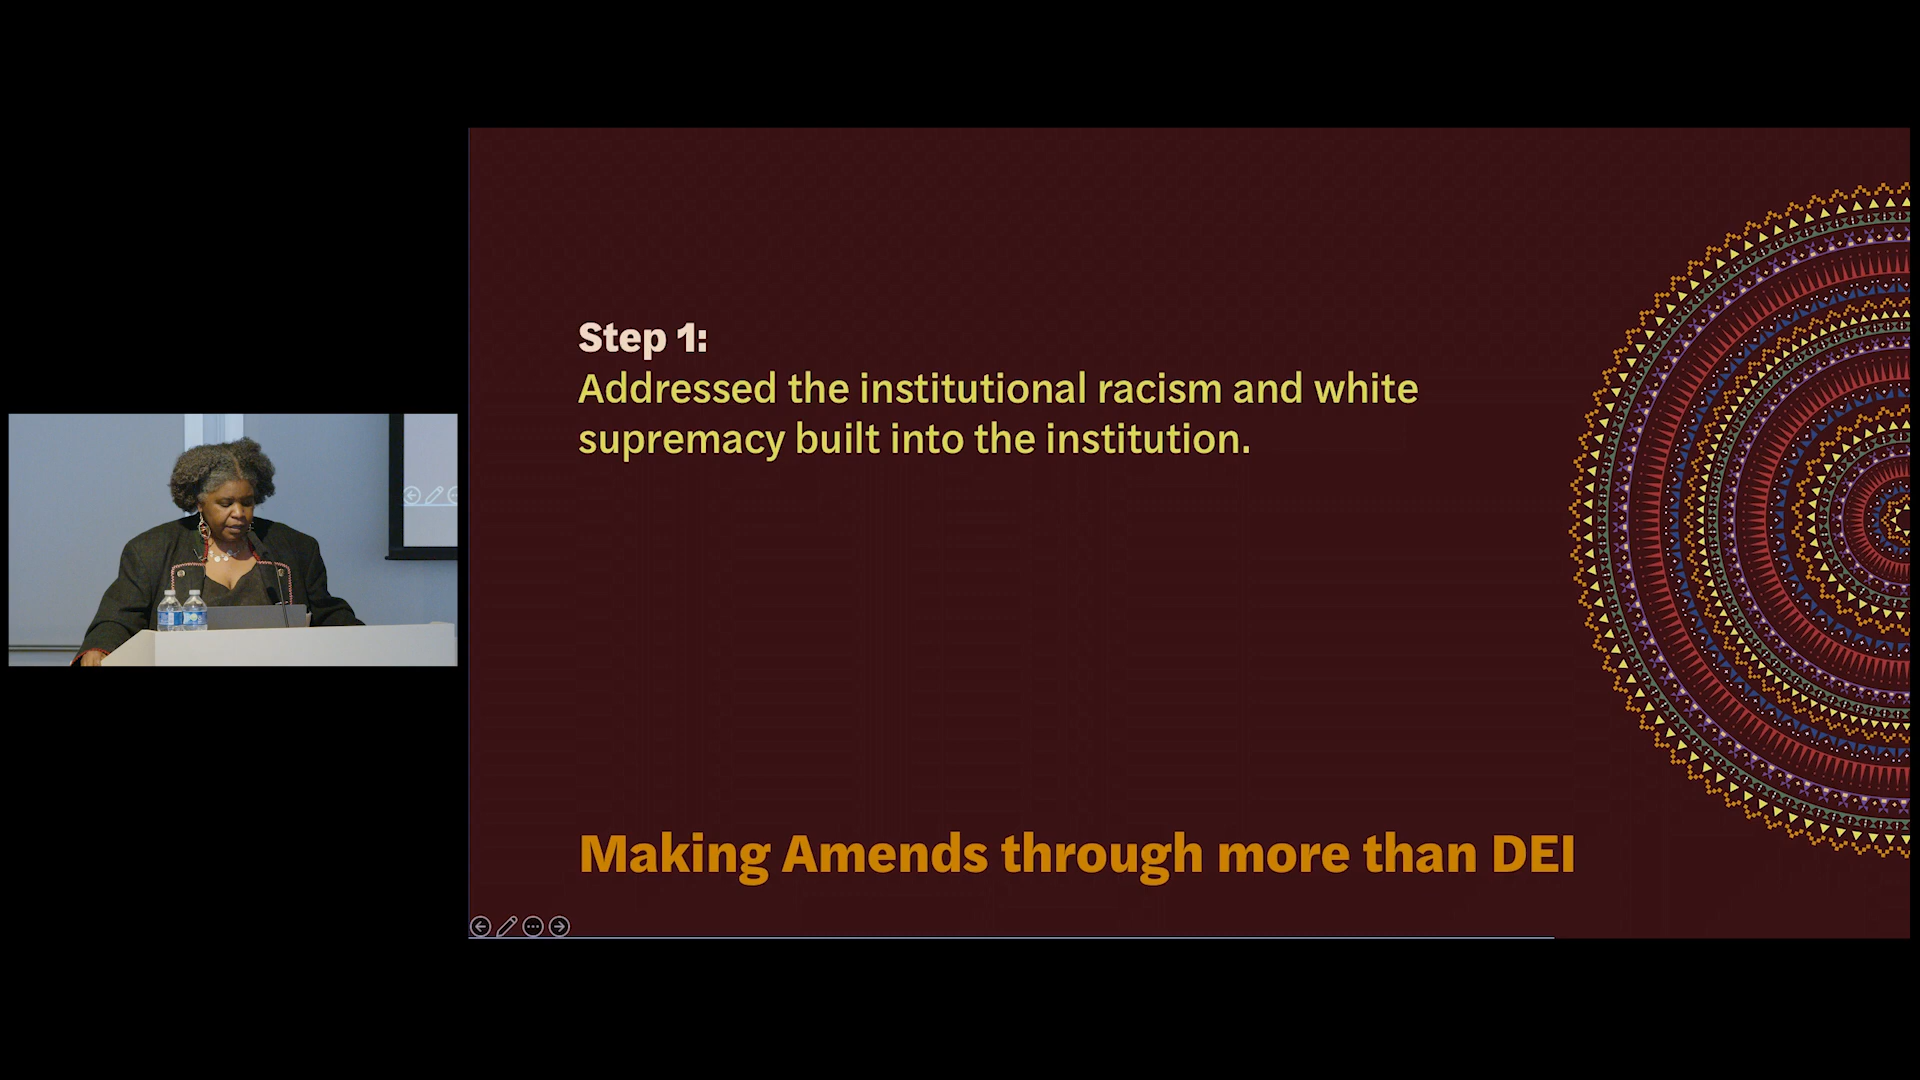 Step 1:
Addressed the institutional racism and white
supremacy built into the institution.
Making Amends through more than DEI